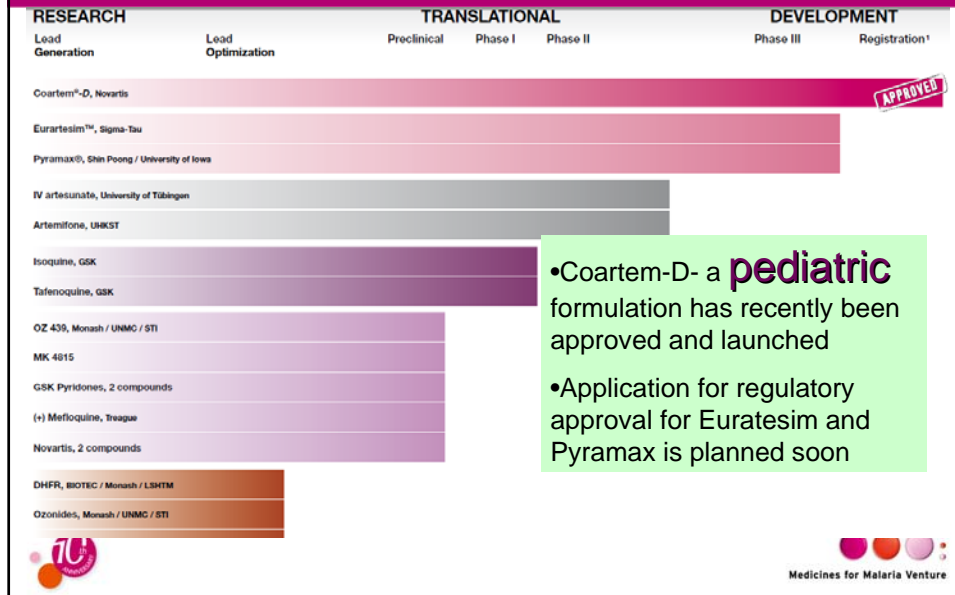 RESEARCH TRANSLATIONAL DEVELOPMENT
Lead Lead Preclinical Phase I Phase II Phase III Registration¹
Generation Optimization
Coartem®-D, Novartis
APPROVED
Eurartesim™, Sigma-Tau
Pyramax®, Shin Poong / University of Iowa
IV artesunate, University of Tübingen
Artemifone, UHKST
Isoquine, GSK
Tafenoquine, GSK
•Coartem-D- a pediatric
formulation has recently been
approved and launched
•Application for regulatory
approval for Euratesim and
Pyramax is planned soon
OZ 439, Monash / UNMC / STI
MK 4815
GSK Pyridones, 2 compounds
(+) Mefloquine, Treague
Novartis, 2 compounds
DHFR, BIOTEC / Monash / LSHTM
Ozonides, Monash / UNMC / STI
10
ANNIVERSARY
Medicines for Malaria Venture